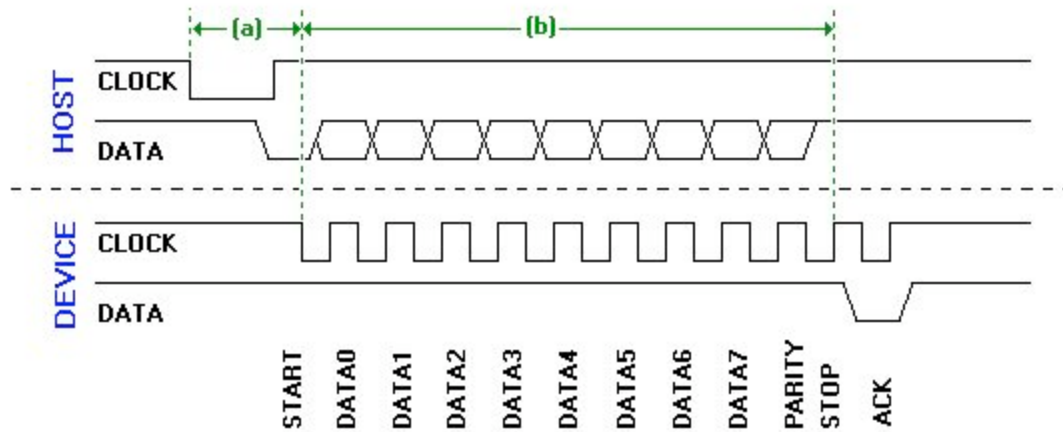 (a)
(b)
HOST
CLOCK
DATA
DEVICE
CLOCK
DATA
START
DATA0
DATA1
DATA2
DATA3
DATA4
DATA5
DATA6
DATA7
PARITY
STOP
ACK